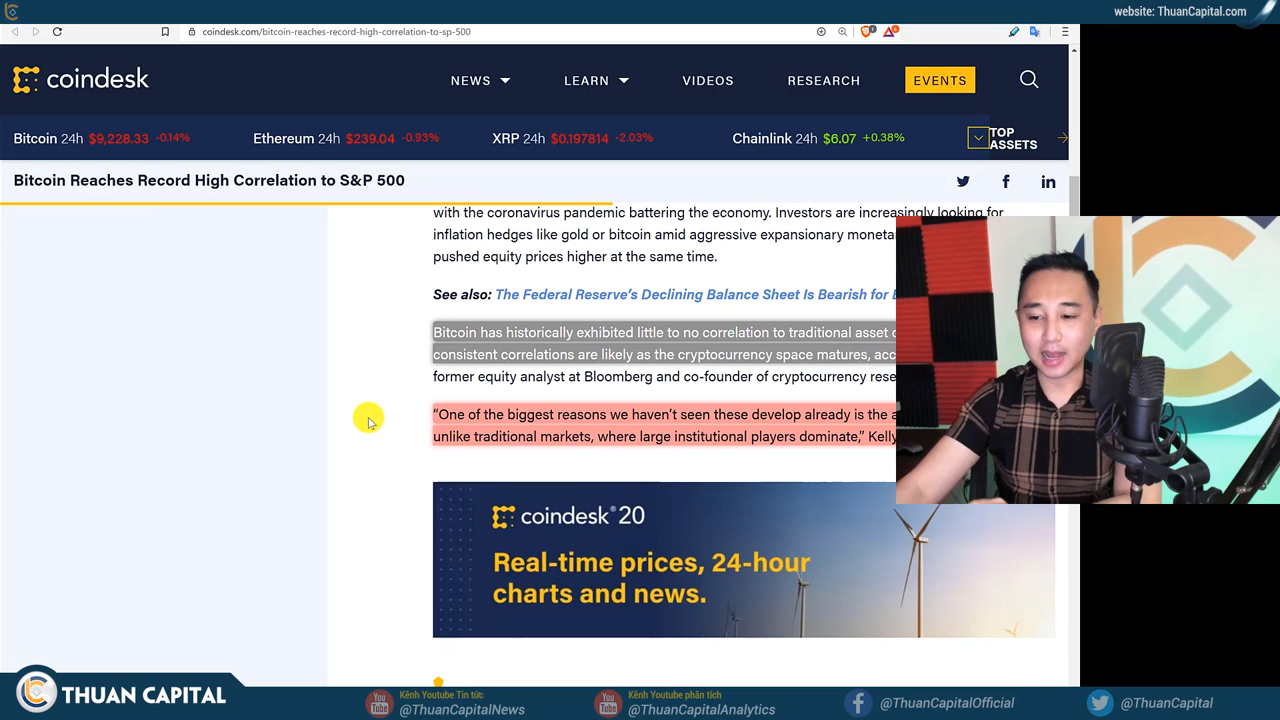 website: ThuanCapital.com
coindesk.com/bitcoin-reaches-record-high-correlation-to-sp-500
coindesk
NEWS
LEARN
VIDEOS
RESEARCH
EVENTS
Bitcoin 24h $9,228.33 -0.14%
Ethereum 24h $239.04 -0.93%
XRP 24h $0.197814 -2.03%
Chainlink 24h $6.07 +0.38%
TOP
ASSETS
Bitcoin Reaches Record High Correlation to S&P 500
with the coronavirus pandemic battering the economy. Investors are increasingly looking for
inflation hedges like gold or bitcoin amid aggressive expansionary
pushed equity prices higher at the same time.
See also: The Federal Reserve's Declining Balance Sheet Is Bearish for
Bitcoin has historically exhibited little to no correlation to traditional asset
consistent correlations are likely as the cryptocurrency space matures,
former equity analyst at Bloomberg and co-founder of cryptocurrency
"One of the biggest reasons we haven't seen these develop already is the
unlike traditional markets, where large institutional players dominate," Kelly
coindesk® 20
Real-time prices, 24-hour
charts and news.
THUAN CAPITAL
You Tube
Kênh Youtube Tin tức
@ThuanCapitalNews
You Tube
Kênh Youtube phân tích
@ThuanCapitalAnalytics
@ThuanCapitalOfficial
@ThuanCapital